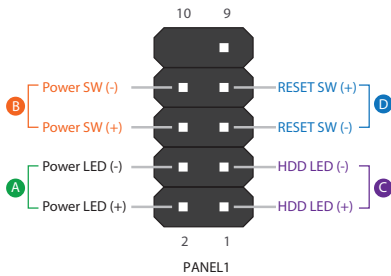 10 9
Power SW (-) RESET SW (+)
B D
Power SW (+) RESET SW (-)
Power LED (-) HDD LED (-)
A C
Power LED (+) HDD LED (+)
2 1
PANEL1